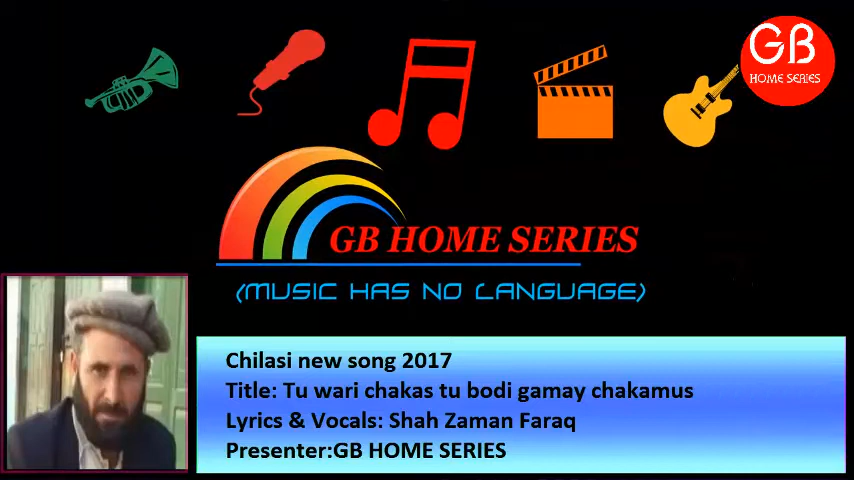 GB
HOME SERIES
GB HOME SERIES
(MUSIC HAS NO LANGUAGE)
Chilasi new song 2017
Title: Tu wari chakas tu bodi gamay chakamus
Lyrics & Vocals: Shah Zaman Faraq
Presenter:GB HOME SERIES